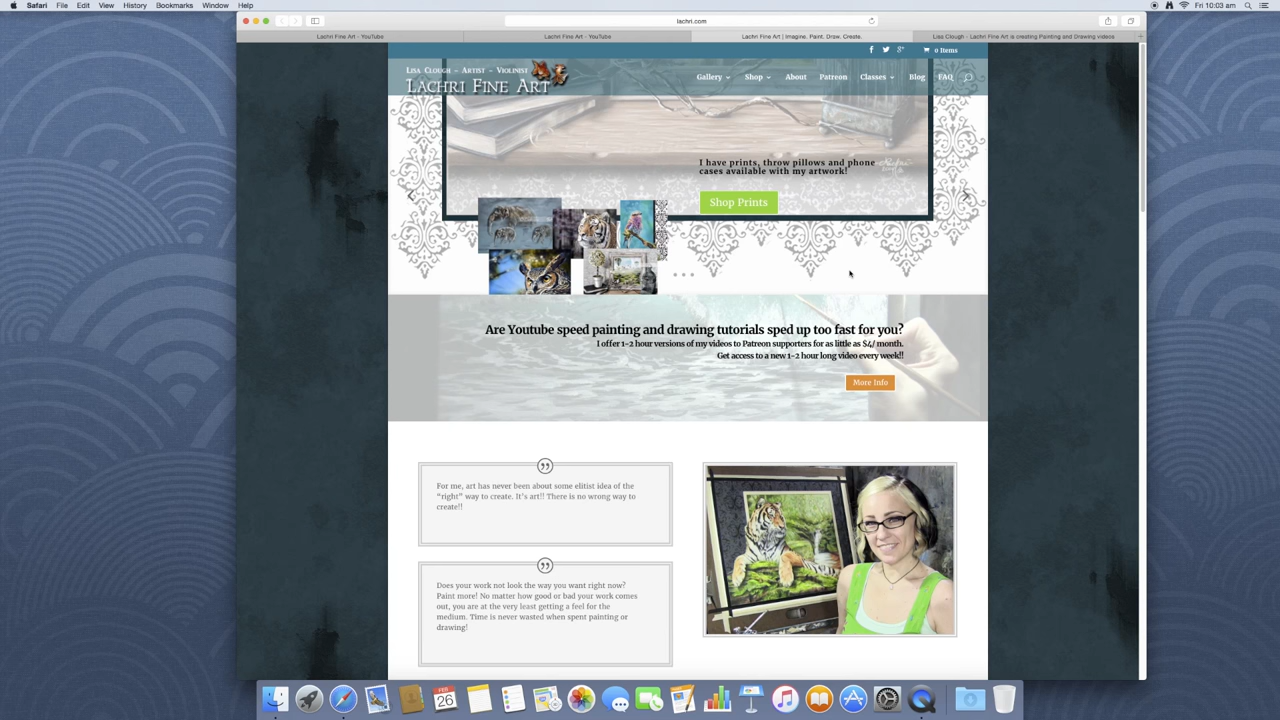 Safari File Edit View History Bookmarks Window Help
Fri 10:03 am
lachri.com
Lachri Fine Art - YouTube
Lachri Fine Art - YouTube
Lachri Fine Art | Imagine. Paint. Draw. Create.
Lisa Clough - Lachri Fine Art is creating Painting and Drawing videos
0 Items
Lisa Clough ~ Artist ~ Violinist
Lachri Fine Art
Gallery Shop About Patreon Classes Blog FAQ
I have prints, throw pillows and phone
cases available with my artwork!
Shop Prints
Are Youtube speed painting and drawing tutorials sped up too fast for you?
I offer 1-2 hour versions of my videos to Patreon supporters for as little as $4/ month.
Get access to a new 1-2 hour long video every week!!
More Info
For me, art has never been about some elitist idea of the
“right” way to create. It's art!! There is no wrong way to
create!!
Does your work not look the way you want right now?
Paint more! No matter how good or bad your work comes
out, you are at the very least getting a feel for the
medium. Time is never wasted when spent painting or
drawing!
FEB
26